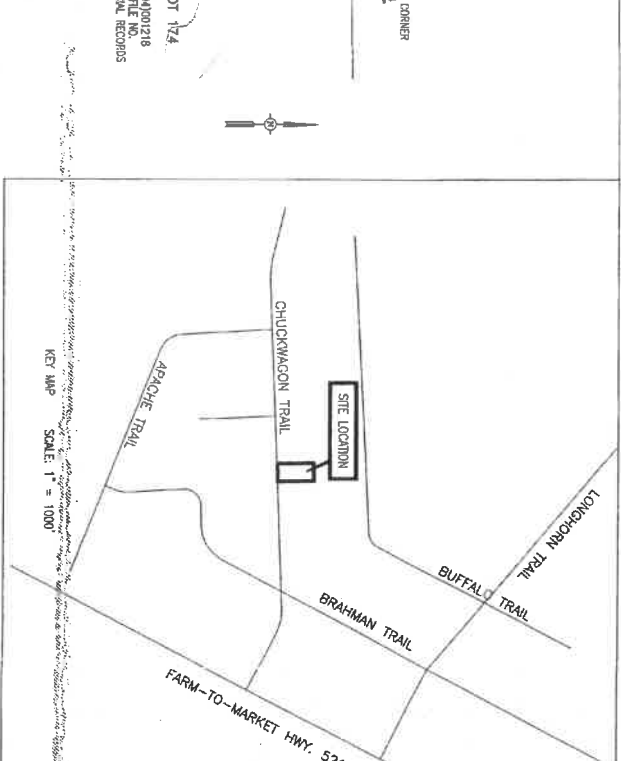 CORNER
OT 174
)001218
FILE NO.
AL RECORDS
N
SITE LOCATION
CHUCKWAGON TRAIL
APACHE TRAIL
LONGHORN TRAIL
BUFFALO TRAIL
BRAHMAN TRAIL
FARM-TO-MARKET HWY. 52
KEY MAP SCALE: 1" = 1000'